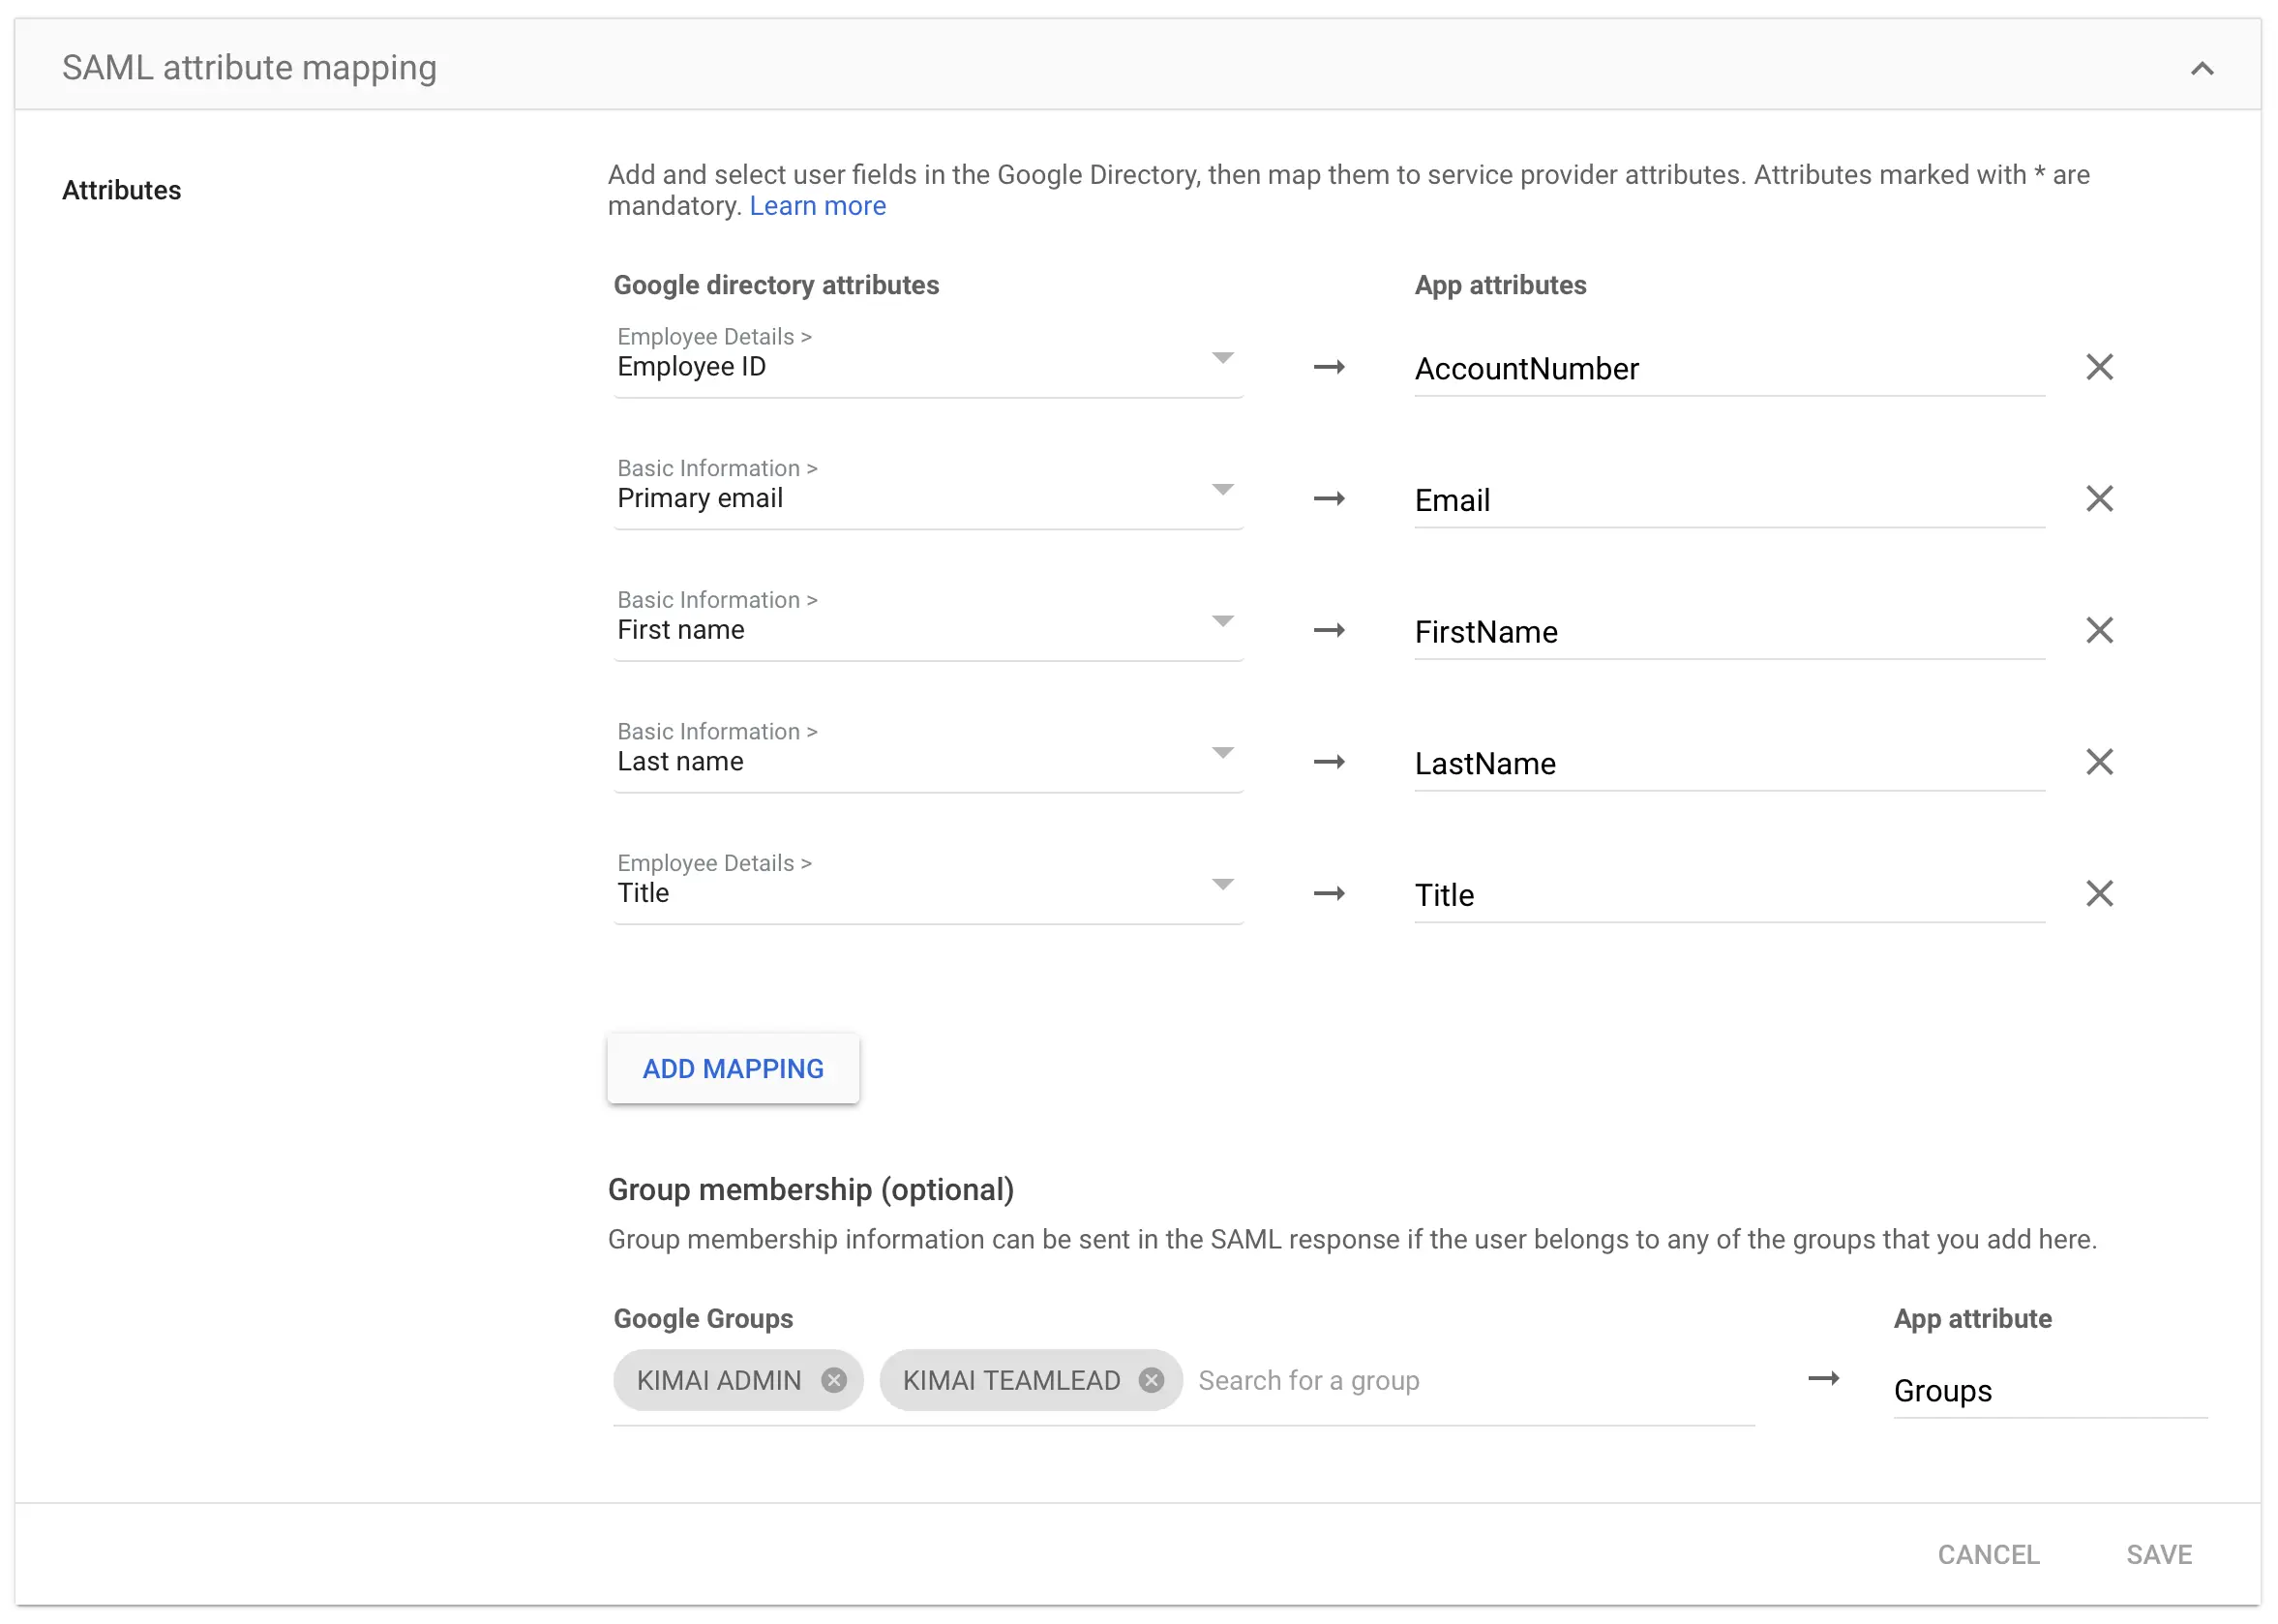 SAML attribute mapping
Attributes
Add and select user fields in the Google Directory, then map them to service provider attributes. Attributes marked with * are
mandatory. Learn more
Google directory attributes
App attributes
Employee Details >
Employee ID
AccountNumber
Basic Information >
Primary email
Email
Basic Information >
First name
FirstName
Basic Information >
Last name
LastName
Employee Details >
Title
Title
ADD MAPPING
Group membership (optional)
Group membership information can be sent in the SAML response if the user belongs to any of the groups that you add here.
Google Groups
App attribute
KIMAI ADMIN KIMAI TEAMLEAD Search for a group
Groups
CANCEL SAVE